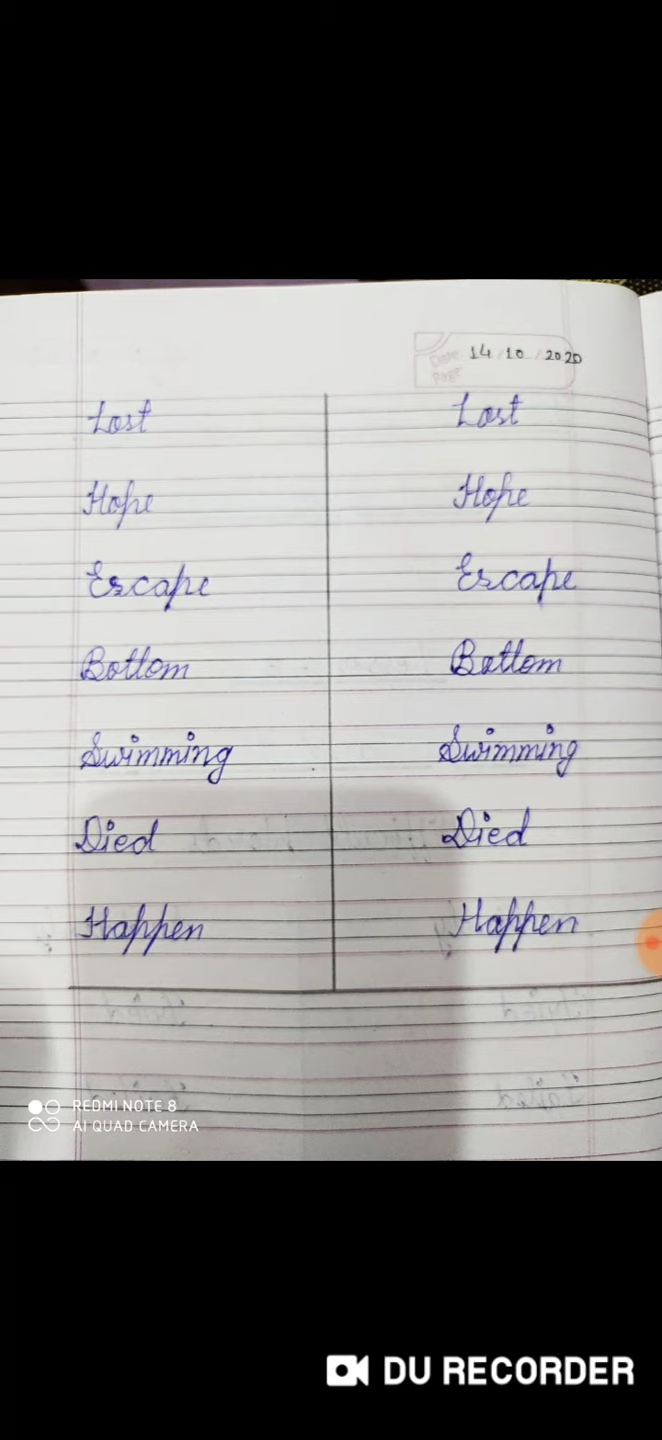 Date 14/10/2020
Page
Lost Lost
Hope Hope
Escape Escape
Bottom Bottom
Swimming Swimming
Died Died
Happen Happen
REDMI NOTE 8
AI QUAD CAMERA
DU RECORDER